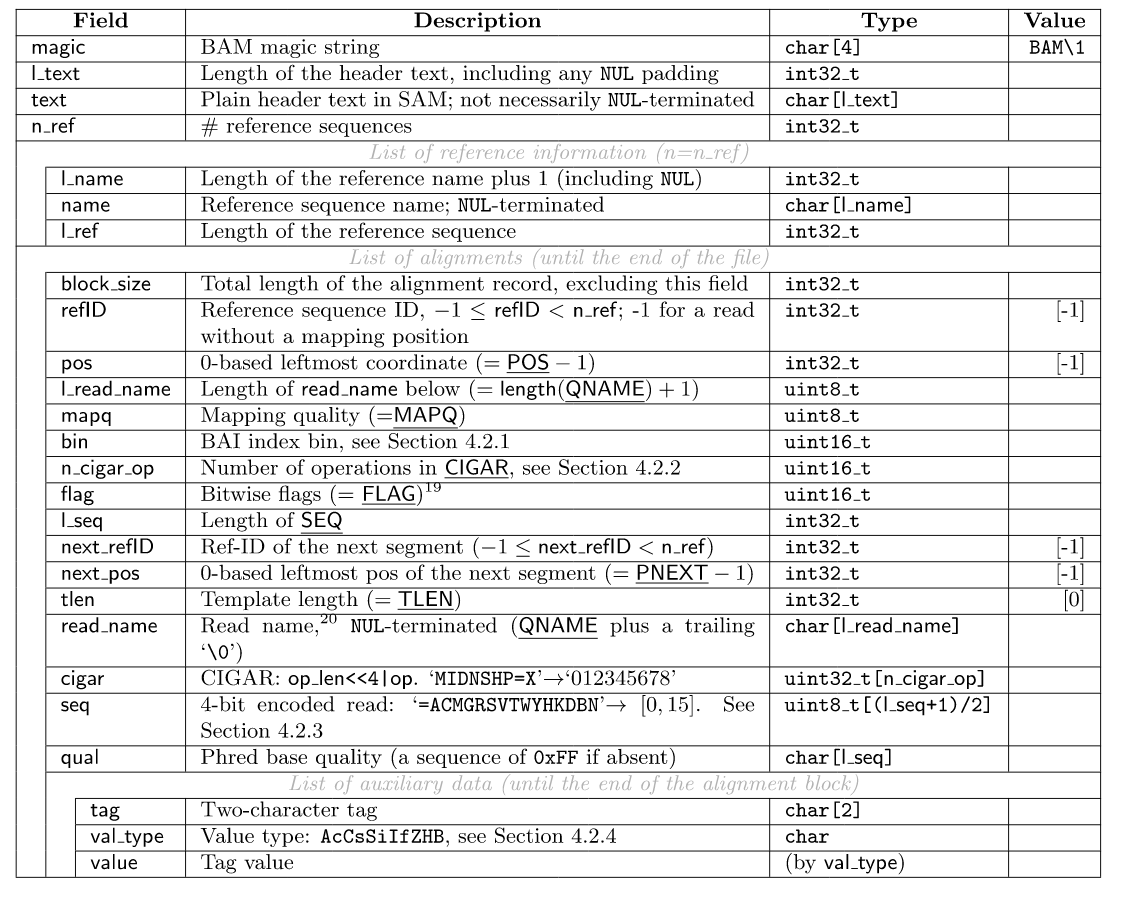 Field Description Type Value
magic BAM magic string char[4] BAM\1
l_text Length of the header text, including any NUL padding int32_t
text Plain header text in SAM; not necessarily NUL-terminated char[l_text]
n_ref # reference sequences int32_t
List of reference information (n=n_ref)
l_name Length of the reference name plus 1 (including NUL) int32_t
name Reference sequence name; NUL-terminated char[l_name]
l_ref Length of the reference sequence int32_t
List of alignments (until the end of the file)
block_size Total length of the alignment record, excluding this field int32_t
refID Reference sequence ID, −1 ≤ refID < n_ref; -1 for a read int32_t [-1]
without a mapping position
pos 0-based leftmost coordinate (= POS − 1) int32_t [-1]
l_read_name Length of read_name below (= length(QNAME) + 1) uint8_t
mapq Mapping quality (=MAPQ) uint8_t
bin BAI index bin, see Section 4.2.1 uint16_t
n_cigar_op Number of operations in CIGAR, see Section 4.2.2 uint16_t
flag Bitwise flags (= FLAG)19 uint16_t
l_seq Length of SEQ int32_t
next_refID Ref-ID of the next segment (−1 ≤ next_refID < n_ref) int32_t [-1]
next_pos 0-based leftmost pos of the next segment (= PNEXT − 1) int32_t [-1]
tlen Template length (= TLEN) int32_t [0]
read_name Read name,20 NUL-terminated (QNAME plus a trailing char[l_read_name]
‘\0’)
cigar CIGAR: op_len<<4|op. ‘MIDNSHP=X’→‘012345678’ uint32_t[n_cigar_op]
seq 4-bit encoded read: ‘=ACMGRSVTWYHKDBN’→ [0, 15]. See uint8_t[(l_seq+1)/2]
Section 4.2.3
qual Phred base quality (a sequence of 0xFF if absent) char[l_seq]
List of auxiliary data (until the end of the alignment block)
tag Two-character tag char[2]
val_type Value type: AcCsSiIfZHB, see Section 4.2.4 char
value Tag value (by val_type)